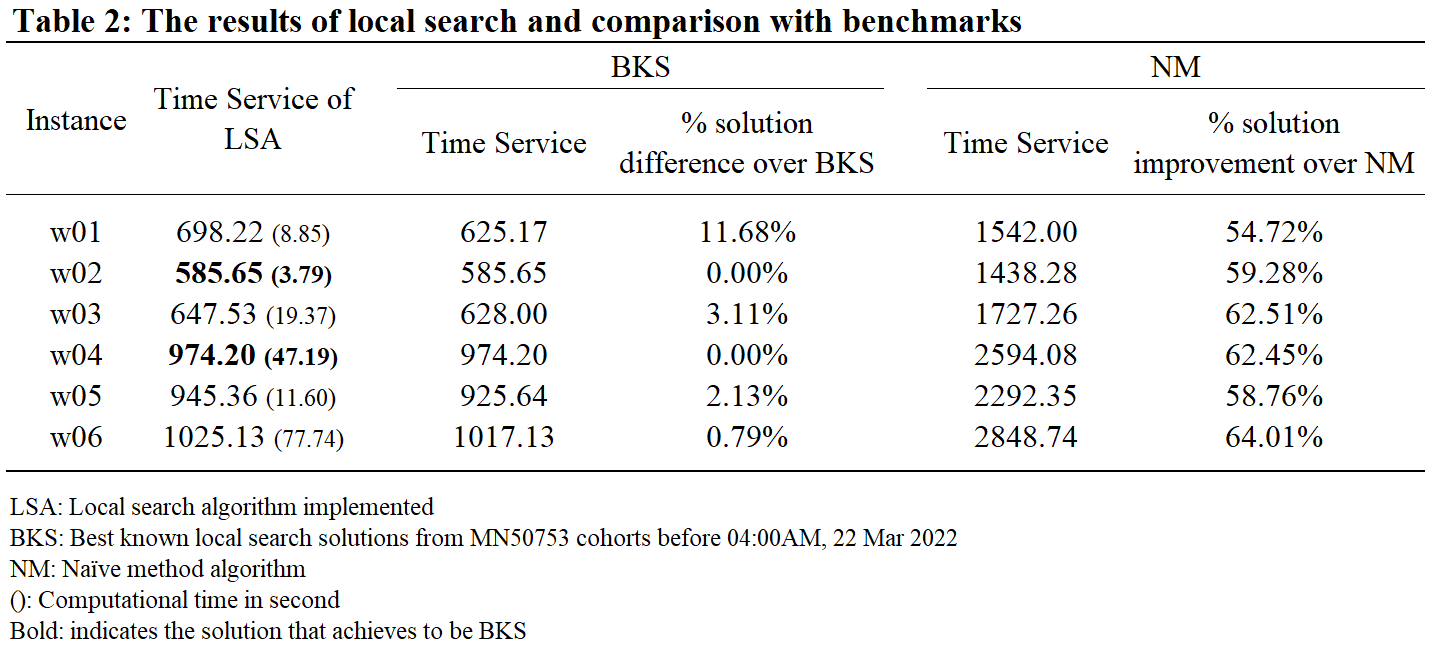 Table 2: The results of local search and comparison with benchmarks
BKS NM
Instance Time Service of LSA Time Service % solution difference over BKS Time Service % solution improvement over NM
w01 698.22 (8.85) 625.17 11.68% 1542.00 54.72%
w02 585.65 (3.79) 585.65 0.00% 1438.28 59.28%
w03 647.53 (19.37) 628.00 3.11% 1727.26 62.51%
w04 974.20 (47.19) 974.20 0.00% 2594.08 62.45%
w05 945.36 (11.60) 925.64 2.13% 2292.35 58.76%
w06 1025.13 (77.74) 1017.13 0.79% 2848.74 64.01%
LSA: Local search algorithm implemented
BKS: Best known local search solutions from MN50753 cohorts before 04:00AM, 22 Mar 2022
NM: Naïve method algorithm
(): Computational time in second
Bold: indicates the solution that achieves to be BKS